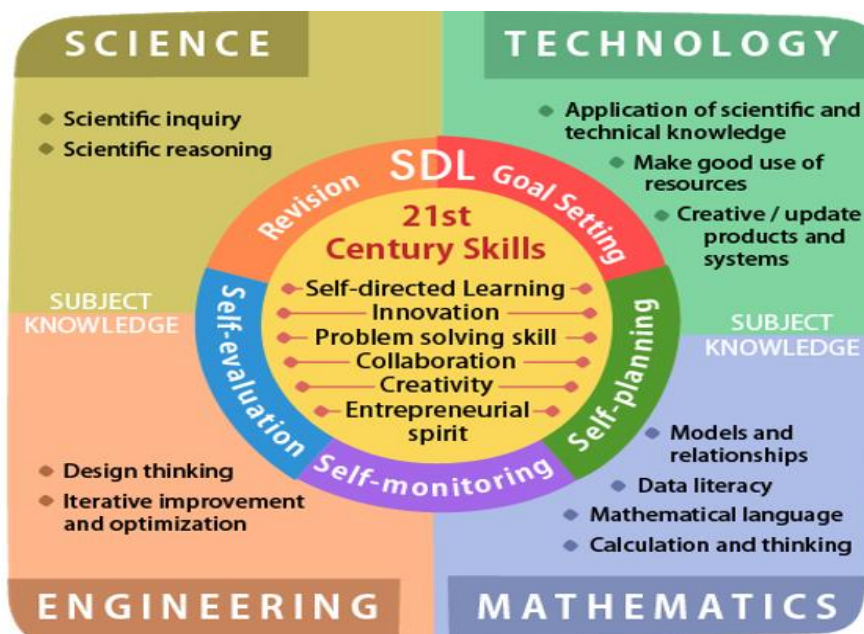 SCIENCE
Scientific inquiry
Scientific reasoning
TECHNOLOGY
Application of scientific and
technical knowledge
Make good use of
resources
Creative / update
products and
systems
SDL
Revision
Goal Setting
Self-planning
Self-monitoring
Self-evaluation
21st
Century Skills
Self-directed Learning
Innovation
Problem solving skill
Collaboration
Creativity
Entrepreneurial
spirit
SUBJECT
KNOWLEDGE
SUBJECT
KNOWLEDGE
Design thinking
Iterative improvement
and optimization
ENGINEERING
Models and
relationships
Data literacy
Mathematical language
Calculation and thinking
MATHEMATICS